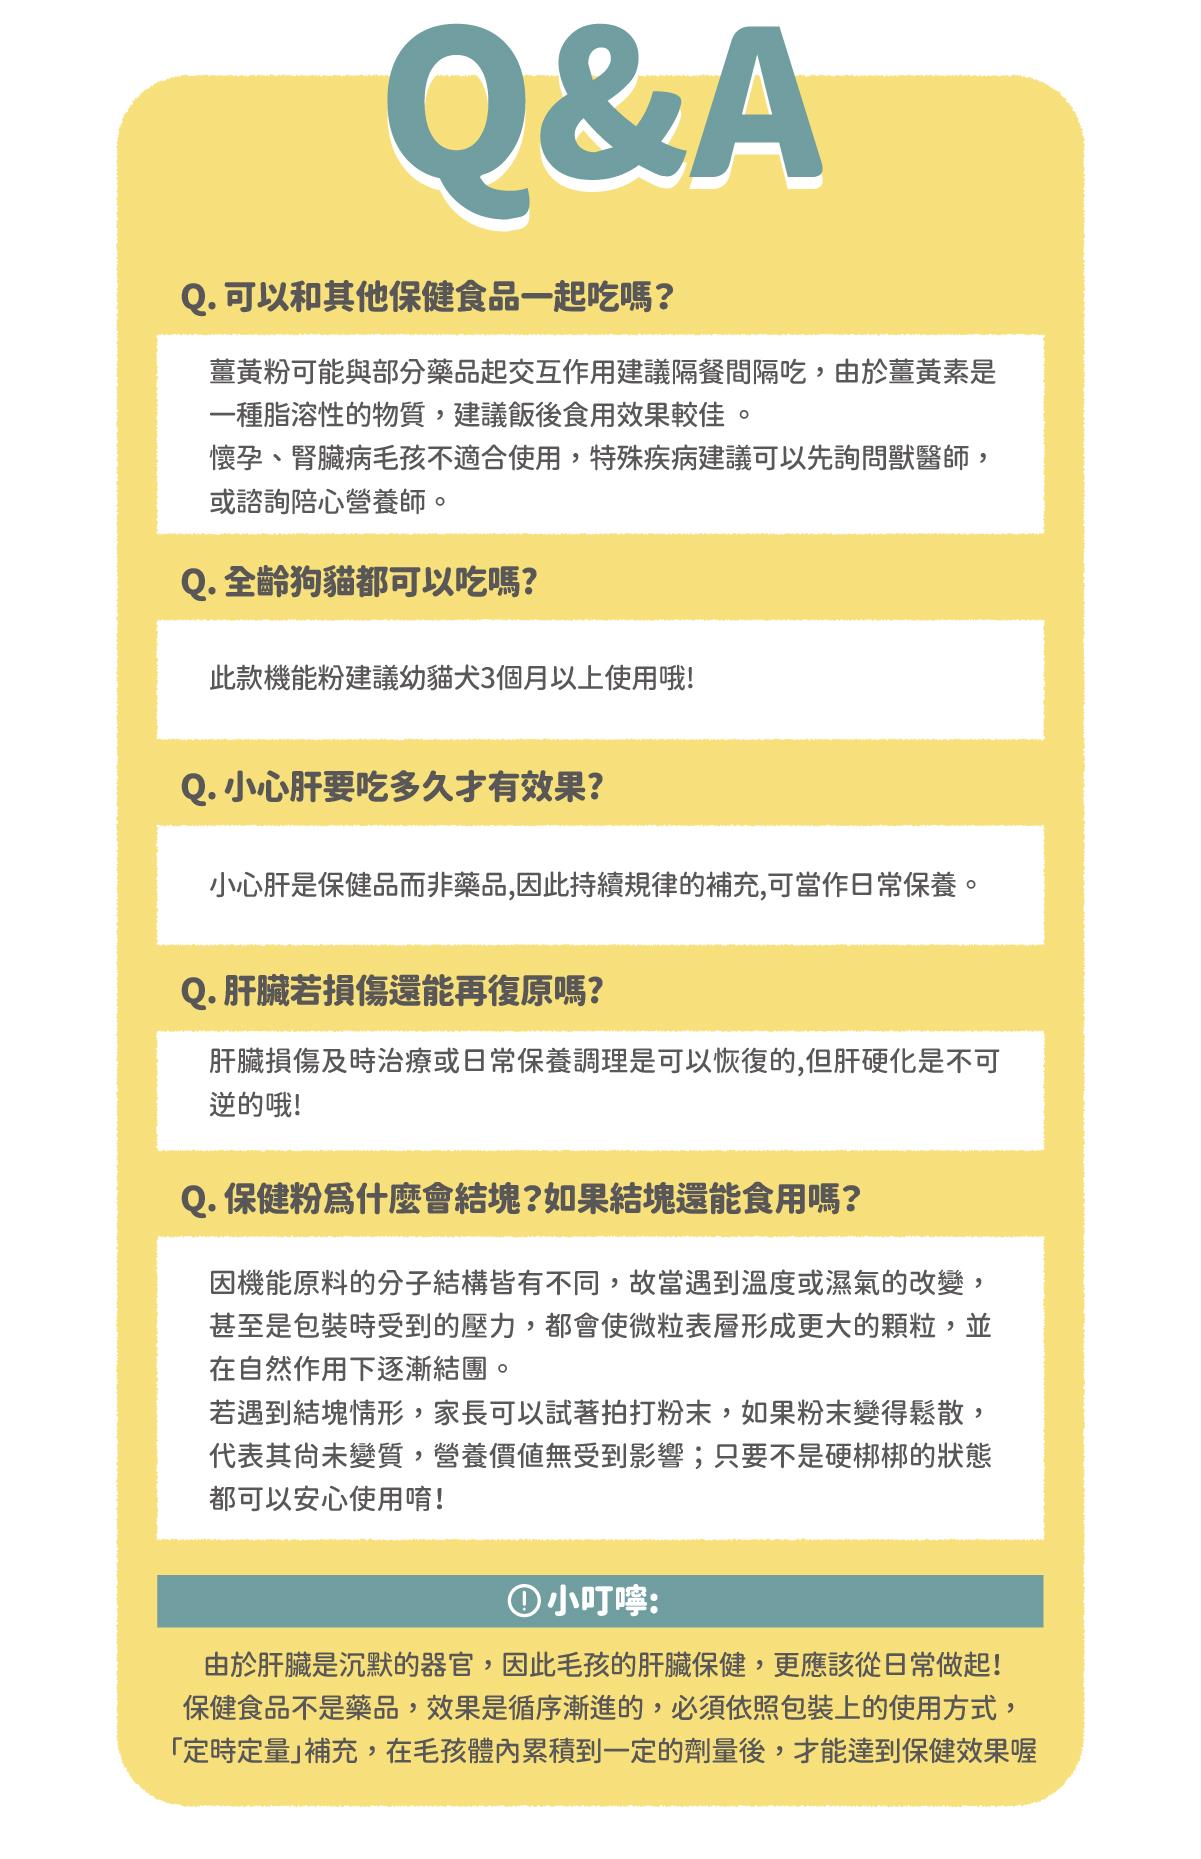 Q&A
Q. 可以和其他保健食品一起吃嗎?
薑黃粉可能與部分藥品起交互作用建議隔餐間隔吃，由於薑黃素是
一種脂溶性的物質，建議飯後食用效果較佳 。
懷孕、腎臟病毛孩不適合使用，特殊疾病建議可以先詢問獸醫師，
或諮詢陪心營養師。
Q. 全齡狗貓都可以吃嗎?
此款機能粉建議幼貓犬3個月以上使用哦!
Q. 小心肝要吃多久才有效果?
小心肝是保健品而非藥品,因此持續規律的補充,可當作日常保養。
Q. 肝臟若損傷還能再復原嗎?
肝臟損傷及時治療或日常保養調理是可以恢復的,但肝硬化是不可
逆的哦!
Q. 保健粉爲什麼會結塊?如果結塊還能食用嗎?
因機能原料的分子結構皆有不同，故當遇到溫度或濕氣的改變，
甚至是包裝時受到的壓力，都會使微粒表層形成更大的顆粒，並
在自然作用下逐漸結團。
若遇到結塊情形，家長可以試著拍打粉末，如果粉末變得鬆散，
代表其尚未變質，營養價值無受到影響；只要不是硬梆梆的狀態
都可以安心使用唷!
小叮嚀:
由於肝臟是沉默的器官，因此毛孩的肝臟保健，更應該從日常做起!
保健食品不是藥品，效果是循序漸進的，必須依照包裝上的使用方式，
「定時定量」補充，在毛孩體內累積到一定的劑量後，才能達到保健效果喔